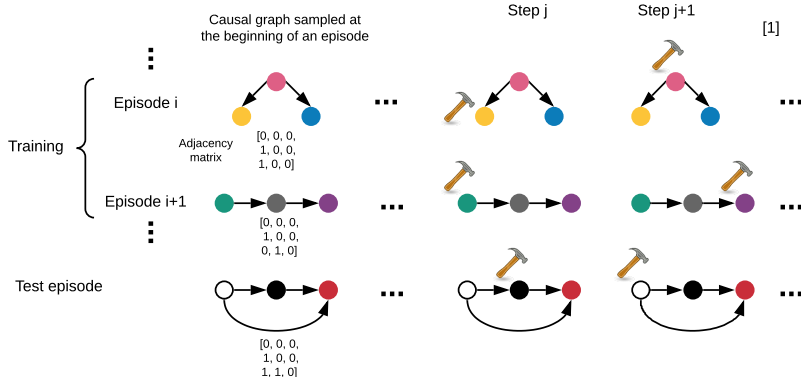 Causal graph sampled at
the beginning of an episode
Step j
Step j+1
[1]
...
Training
Episode i
...
...
Adjacency
matrix
[0, 0, 0,
1, 0, 0,
1, 0, 0]
Episode i+1
...
...
[0, 0, 0,
1, 0, 0,
0, 1, 0]
...
Test episode
...
...
[0, 0, 0,
1, 0, 0,
1, 1, 0]